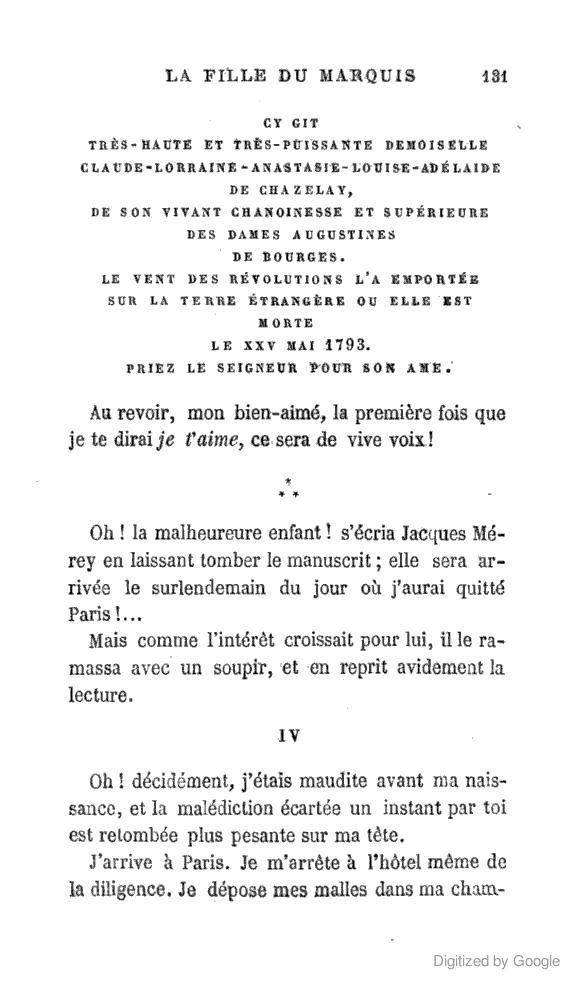 LA FILLE DU MARQUIS 131
CY GIT
TRÈS-HAUTE ET TRÈS-PUISSANTE DEMOISELLE
CLAUDE-LORRAINE-ANASTASIE-LOUISE-ADÉLAIDE
DE CHAZELAY,
DE SON VIVANT CHANOINESSE ET SUPÉRIEURE
DES DAMES AUGUSTINES
DE BOURGES.
LE VENT DES RÉVOLUTIONS L'A EMPORTÉE
SUR LA TERRE ÉTRANGÈRE OU ELLE EST
MORTE
LE XXV MAI 1793.
PRIEZ LE SEIGNEUR POUR SON AME.
Au revoir, mon bien-aimé, la première fois que
je te dirai je t'aime, ce sera de vive voix!
*
* *
Oh ! la malheureure enfant ! s'écria Jacques Mé-
rey en laissant tomber le manuscrit ; elle sera ar-
rivée le surlendemain du jour où j'aurai quitté
Paris !...
Mais comme l'intérêt croissait pour lui, il le ra-
massa avec un soupir, et en reprit avidement la
lecture.
IV
Oh ! décidément, j'étais maudite avant ma nais-
sance, et la malédiction écartée un instant par toi
est retombée plus pesante sur ma tête.
J'arrive à Paris. Je m'arrête à l'hôtel même de
la diligence. Je dépose mes malles dans ma cham-
Digitized by Google